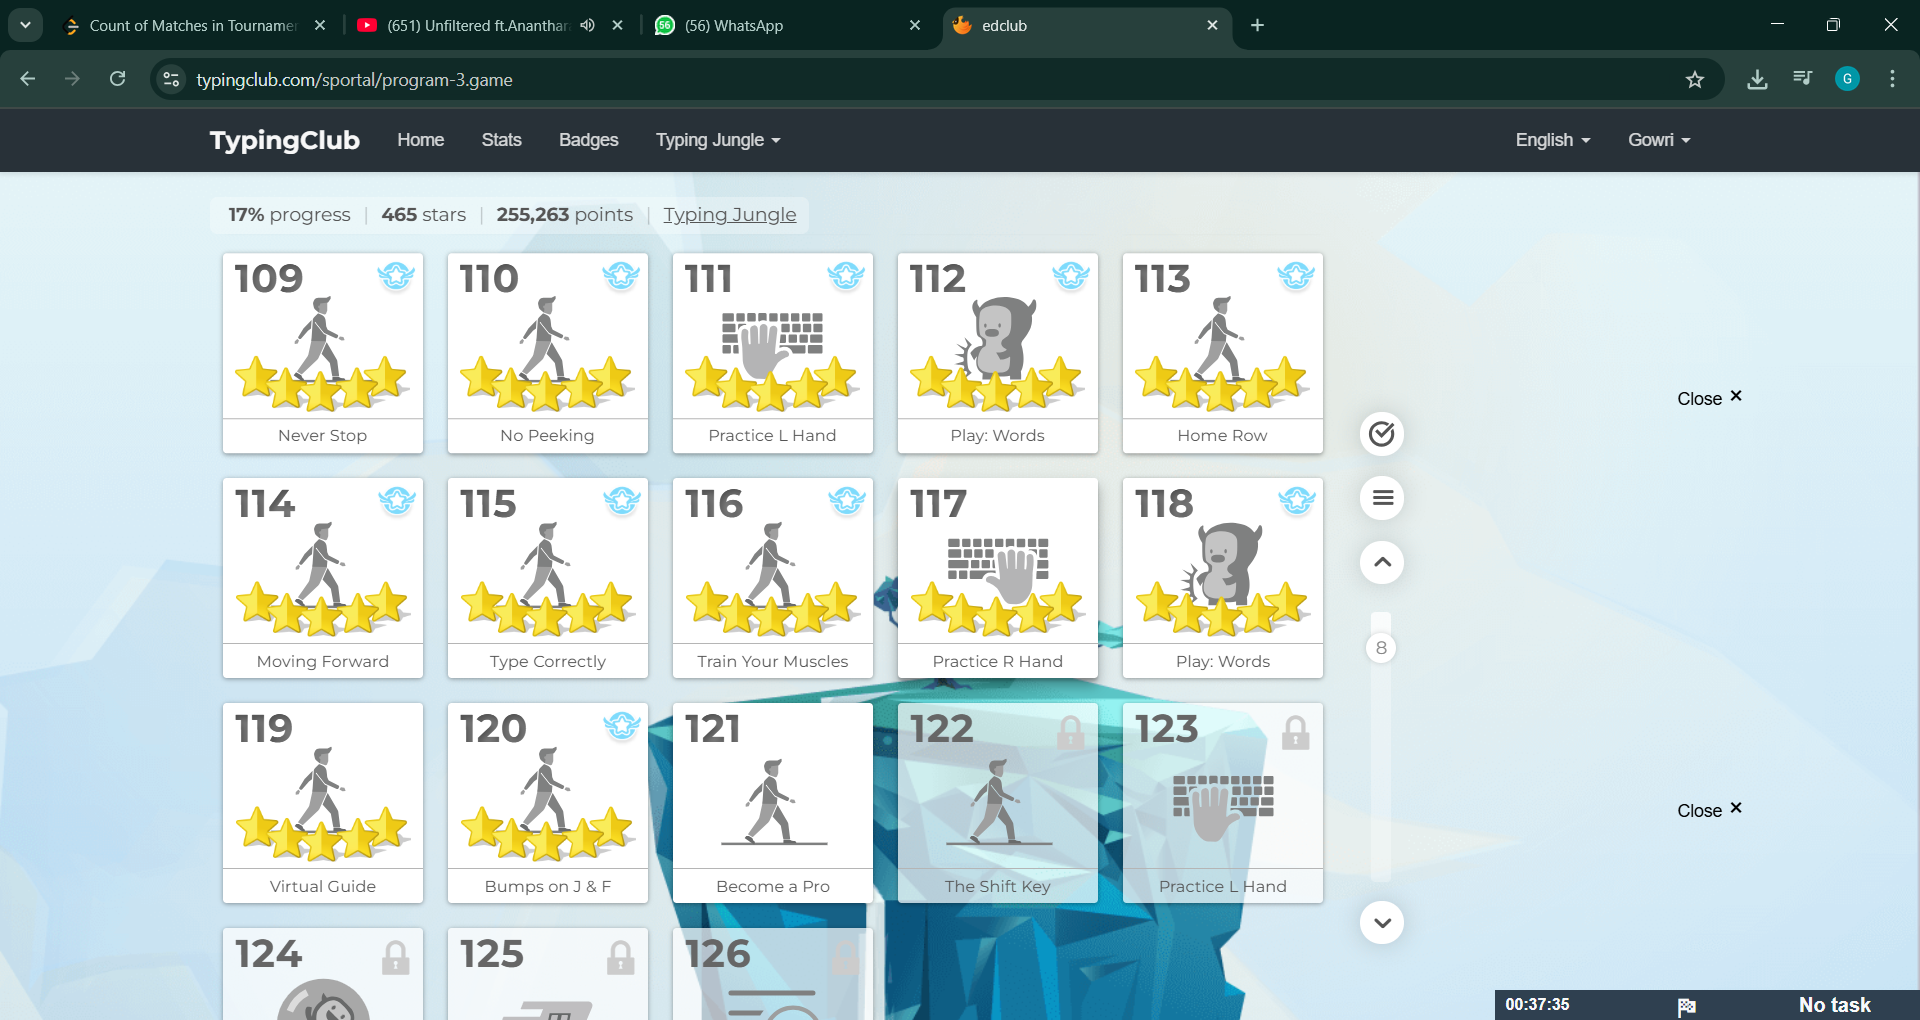 Count of Matches in Tournamen
(651) Unfiltered ft.Ananthara
56
(56) WhatsApp
edclub
typingclub.com/sportal/program-3.game
G
TypingClub
Home
Stats
Badges
Typing Jungle
English
Gowri
17% progress | 465 stars | 255,263 points | Typing Jungle
109
110
111
112
113
Never Stop
No Peeking
Practice L Hand
Play: Words
Home Row
Close ×
114
115
116
117
118
Moving Forward
Type Correctly
Train Your Muscles
Practice R Hand
Play: Words
8
119
120
121
122
123
Virtual Guide
Bumps on J & F
Become a Pro
The Shift Key
Practice L Hand
Close ×
124
125
126
00:37:35
No task